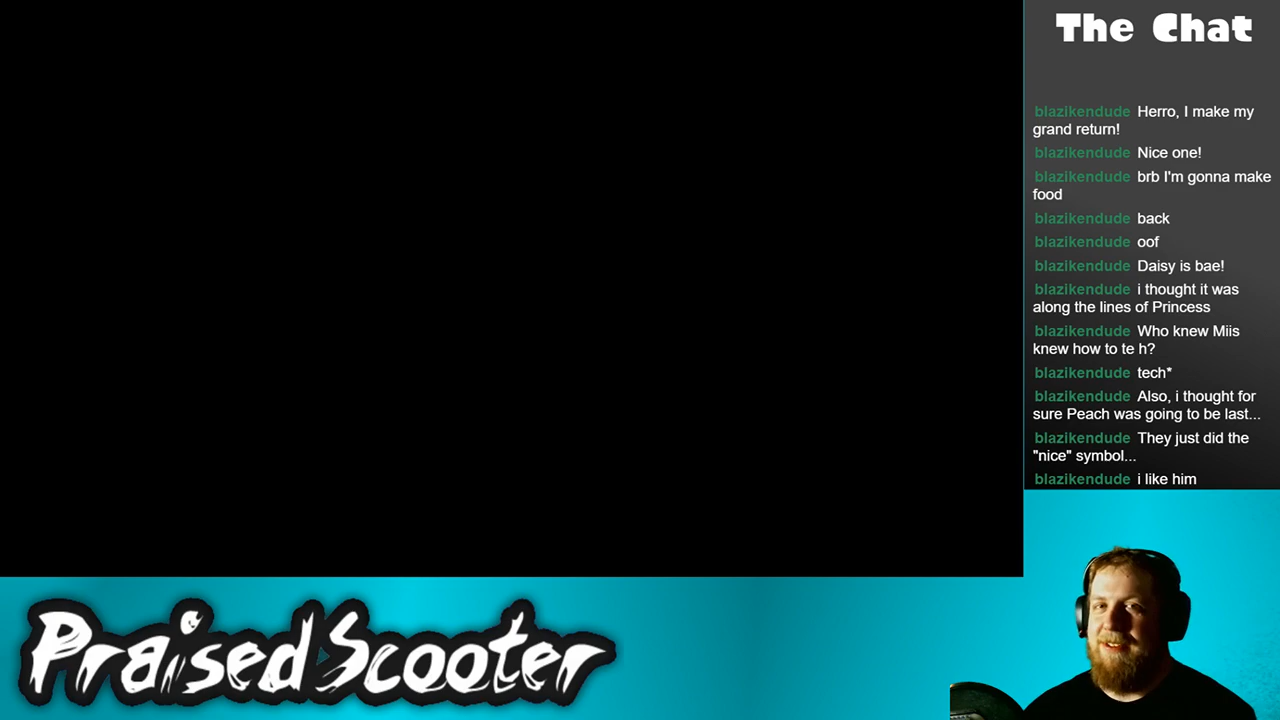 The Chat
blazikendude Herro, I make my
grand return!
blazikendude Nice one!
blazikendude brb I'm gonna make
food
blazikendude back
blazikendude oof
blazikendude Daisy is bae!
blazikendude i thought it was
along the lines of Princess
blazikendude Who knew Miis
knew how to te h?
blazikendude tech*
blazikendude Also, i thought for
sure Peach was going to be last...
blazikendude They just did the
"nice" symbol...
blazikendude i like him
PraisedScooter